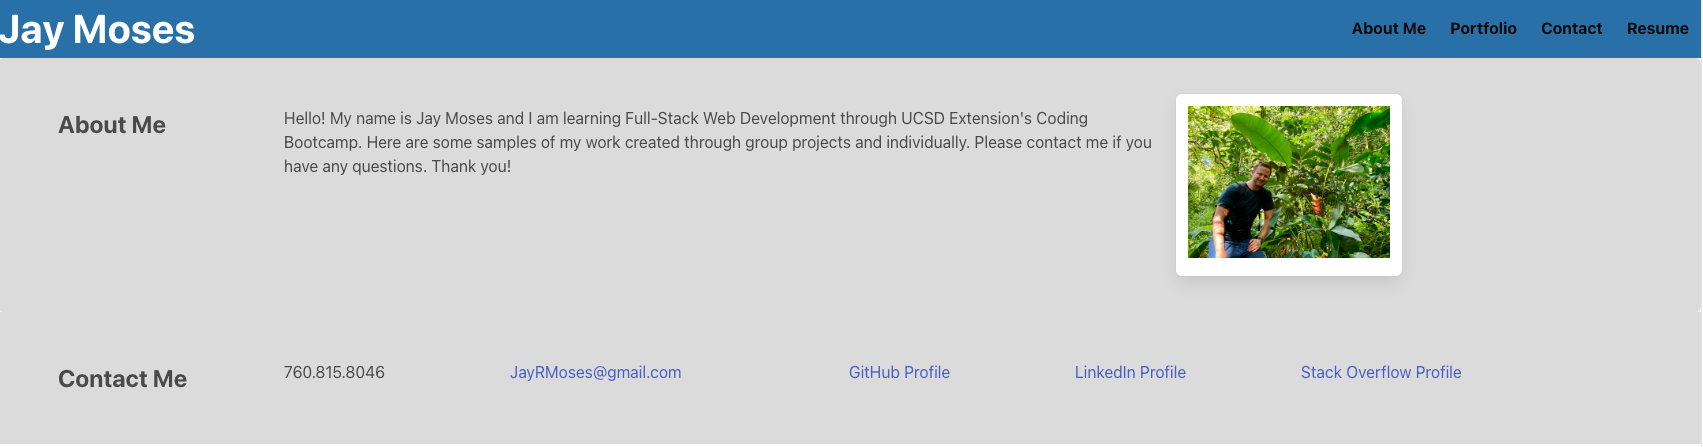 Jay Moses
About Me Portfolio Contact Resume
About Me
Hello! My name is Jay Moses and I am learning Full-Stack Web Development through UCSD Extension's Coding
Bootcamp. Here are some samples of my work created through group projects and individually. Please contact me if you
have any questions. Thank you!
Contact Me
760.815.8046
JayRMoses@gmail.com
GitHub Profile
LinkedIn Profile
Stack Overflow Profile